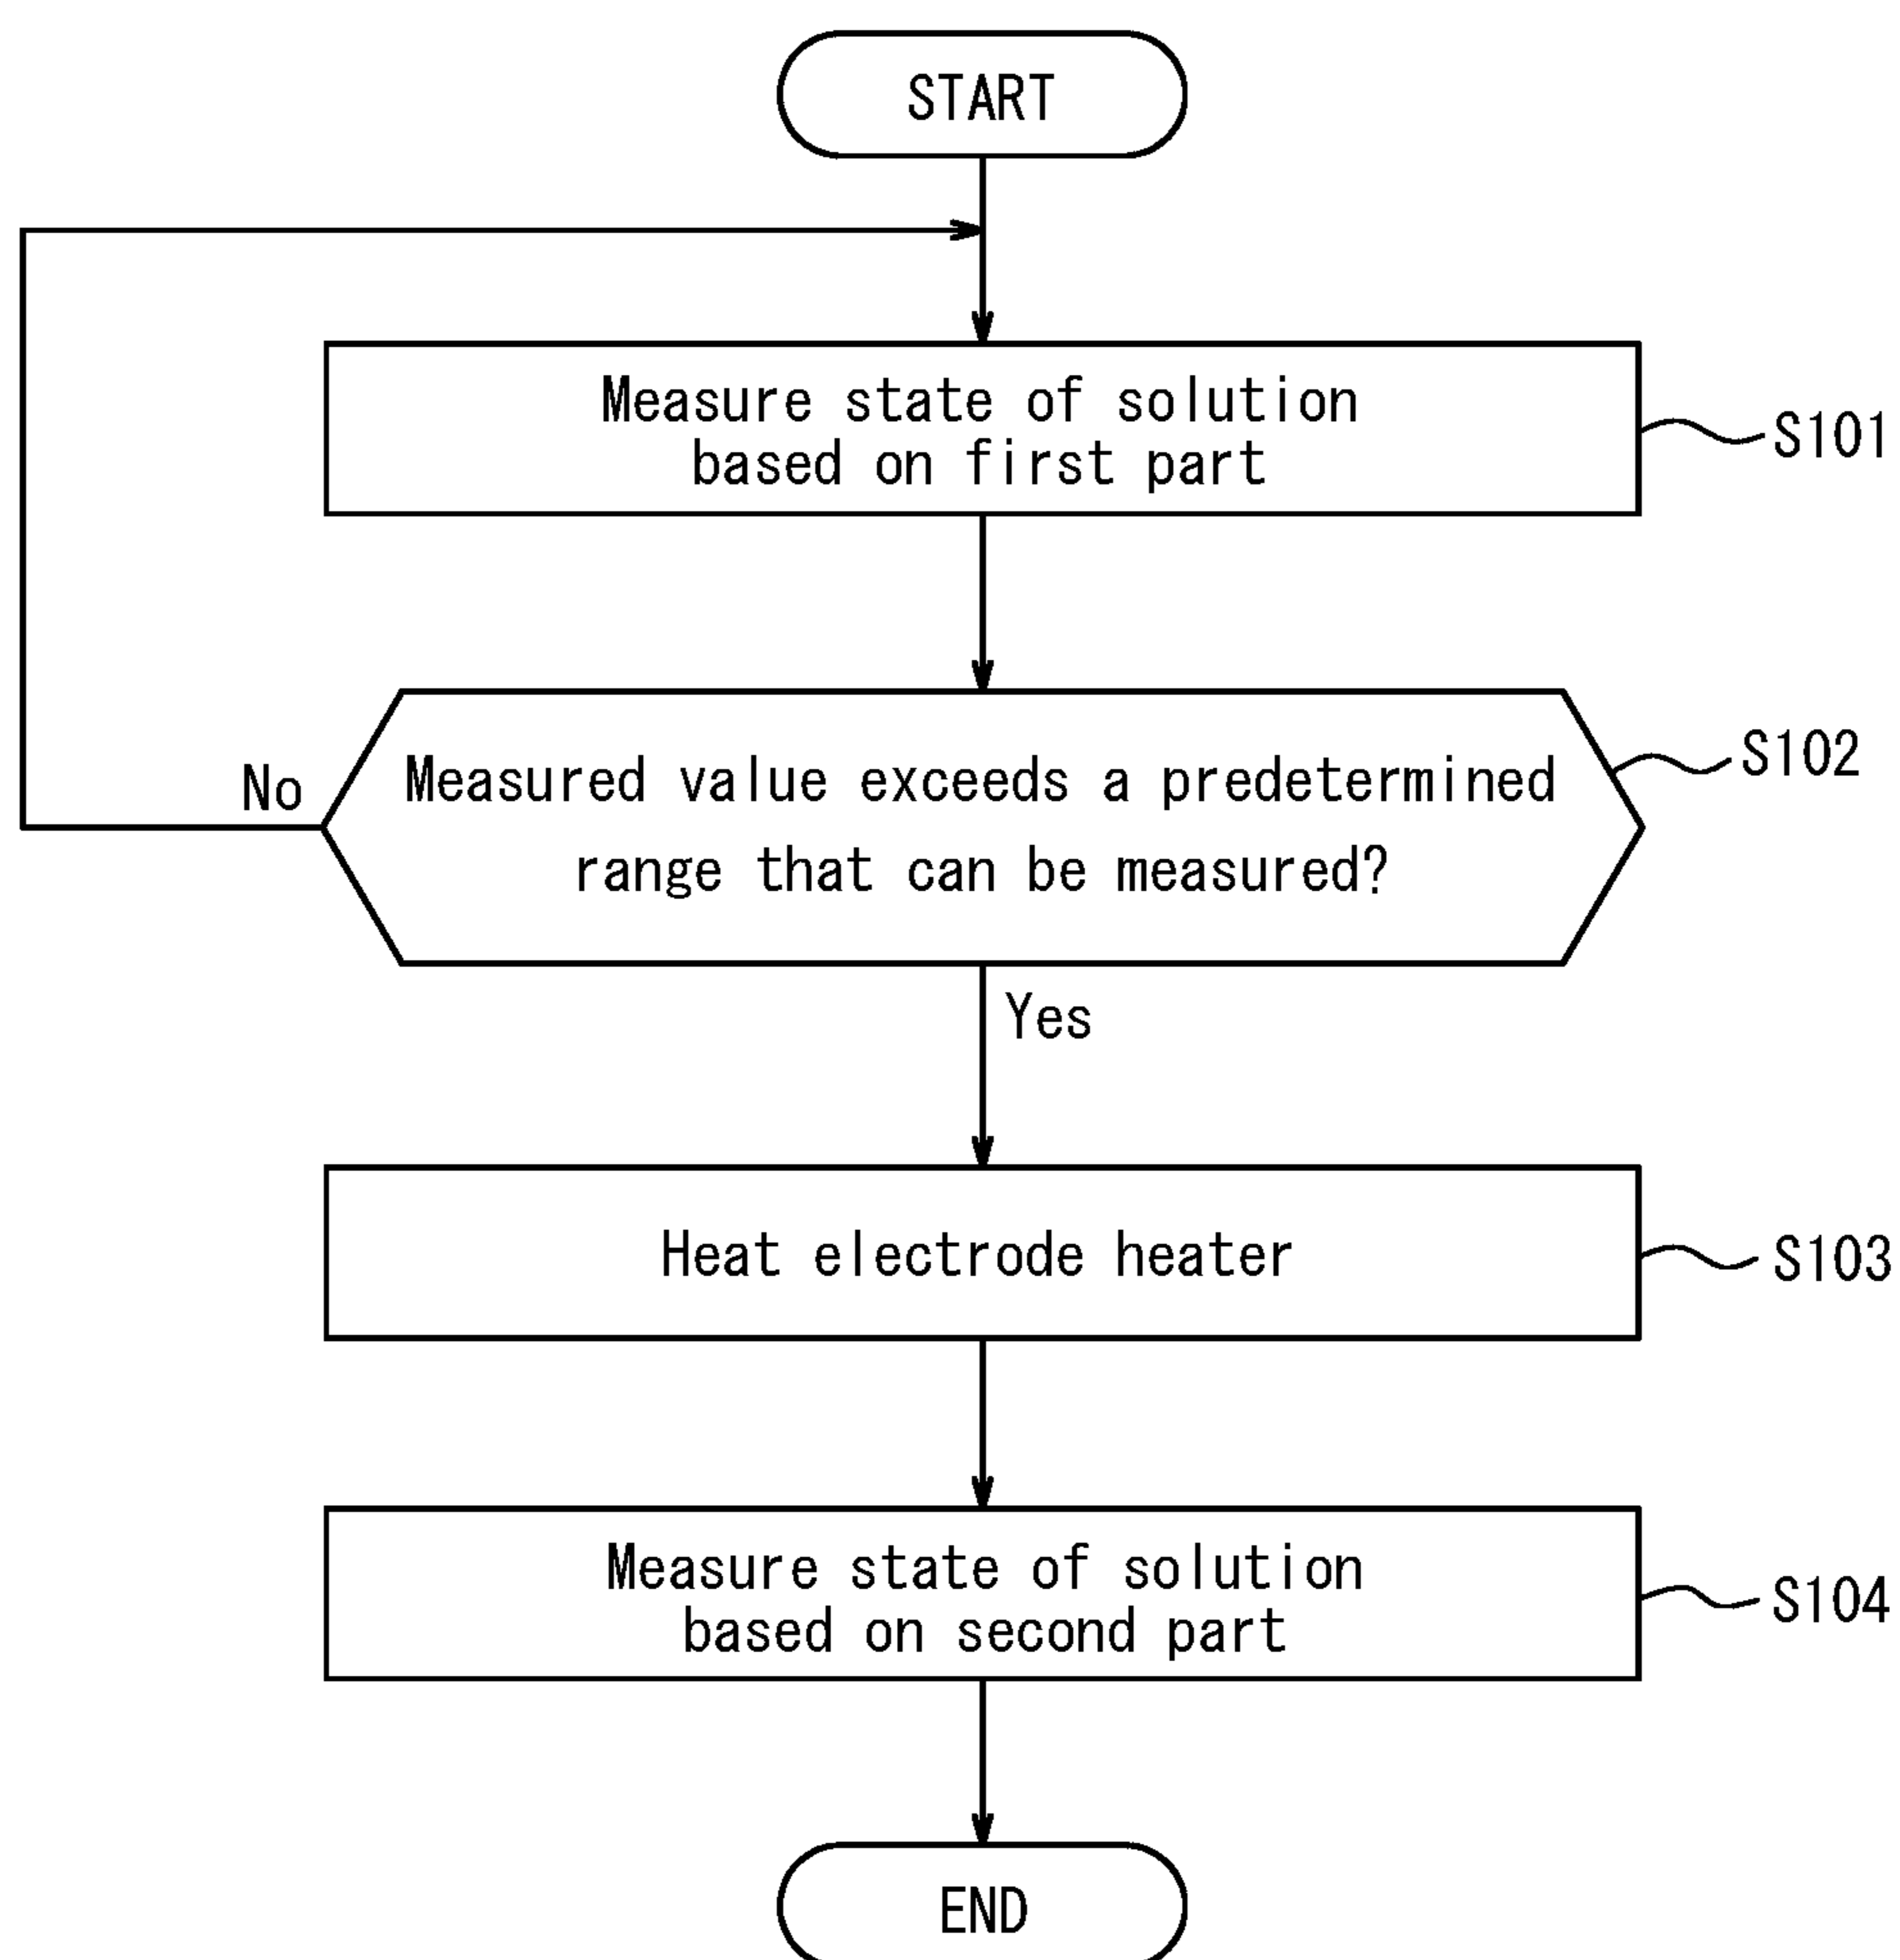 START
Measure state of solution
based on first part
S101
Measured value exceeds a predetermined
range that can be measured?
S102
No
Yes
Heat electrode heater
S103
Measure state of solution
based on second part
S104
END